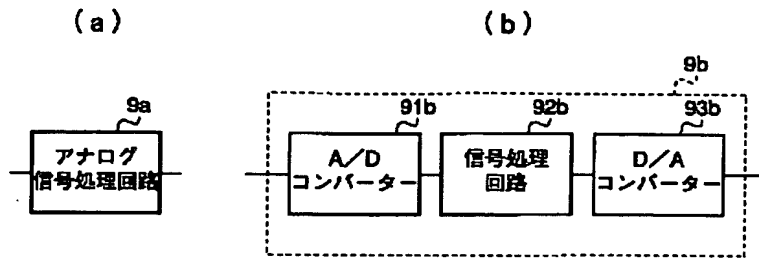 (a)
(b)
9a
アナログ
信号処理回路
9b
91b
A/D
コンバーター
92b
信号処理
回路
93b
D/A
コンバーター